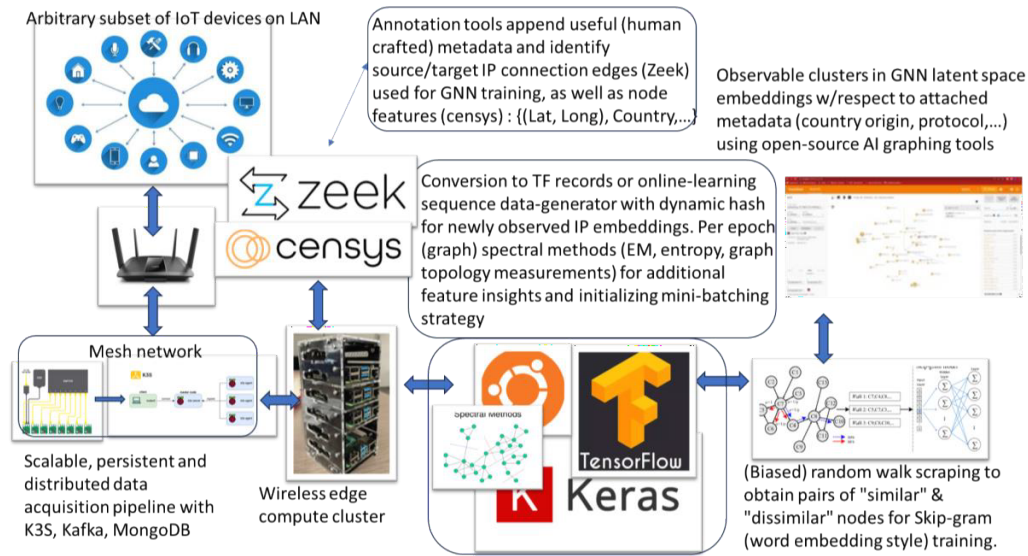 Arbitrary subset of IoT devices on LAN
Annotation tools append useful (human
crafted) metadata and identify
source/target IP connection edges (Zeek)
used for GNN training, as well as node
features (censys) : {(Lat, Long), Country,...}
Observable clusters in GNN latent space
embeddings w/respect to attached
metadata (country origin, protocol,...)
using open-source AI graphing tools
zeek
censys
Conversion to TF records or online-learning
sequence data-generator with dynamic hash
for newly observed IP embeddings. Per epoch
(graph) spectral methods (EM, entropy, graph
topology measurements) for additional
feature insights and initializing mini-batching
strategy
Mesh network
K3S
Scalable, persistent and
distributed data
acquisition pipeline with
K3S, Kafka, MongoDB
Wireless edge
compute cluster
Spectral Methods
TensorFlow
K Keras
(Biased) random walk scraping to
obtain pairs of "similar" &
"dissimilar" nodes for Skip-gram
(word embedding style) training.